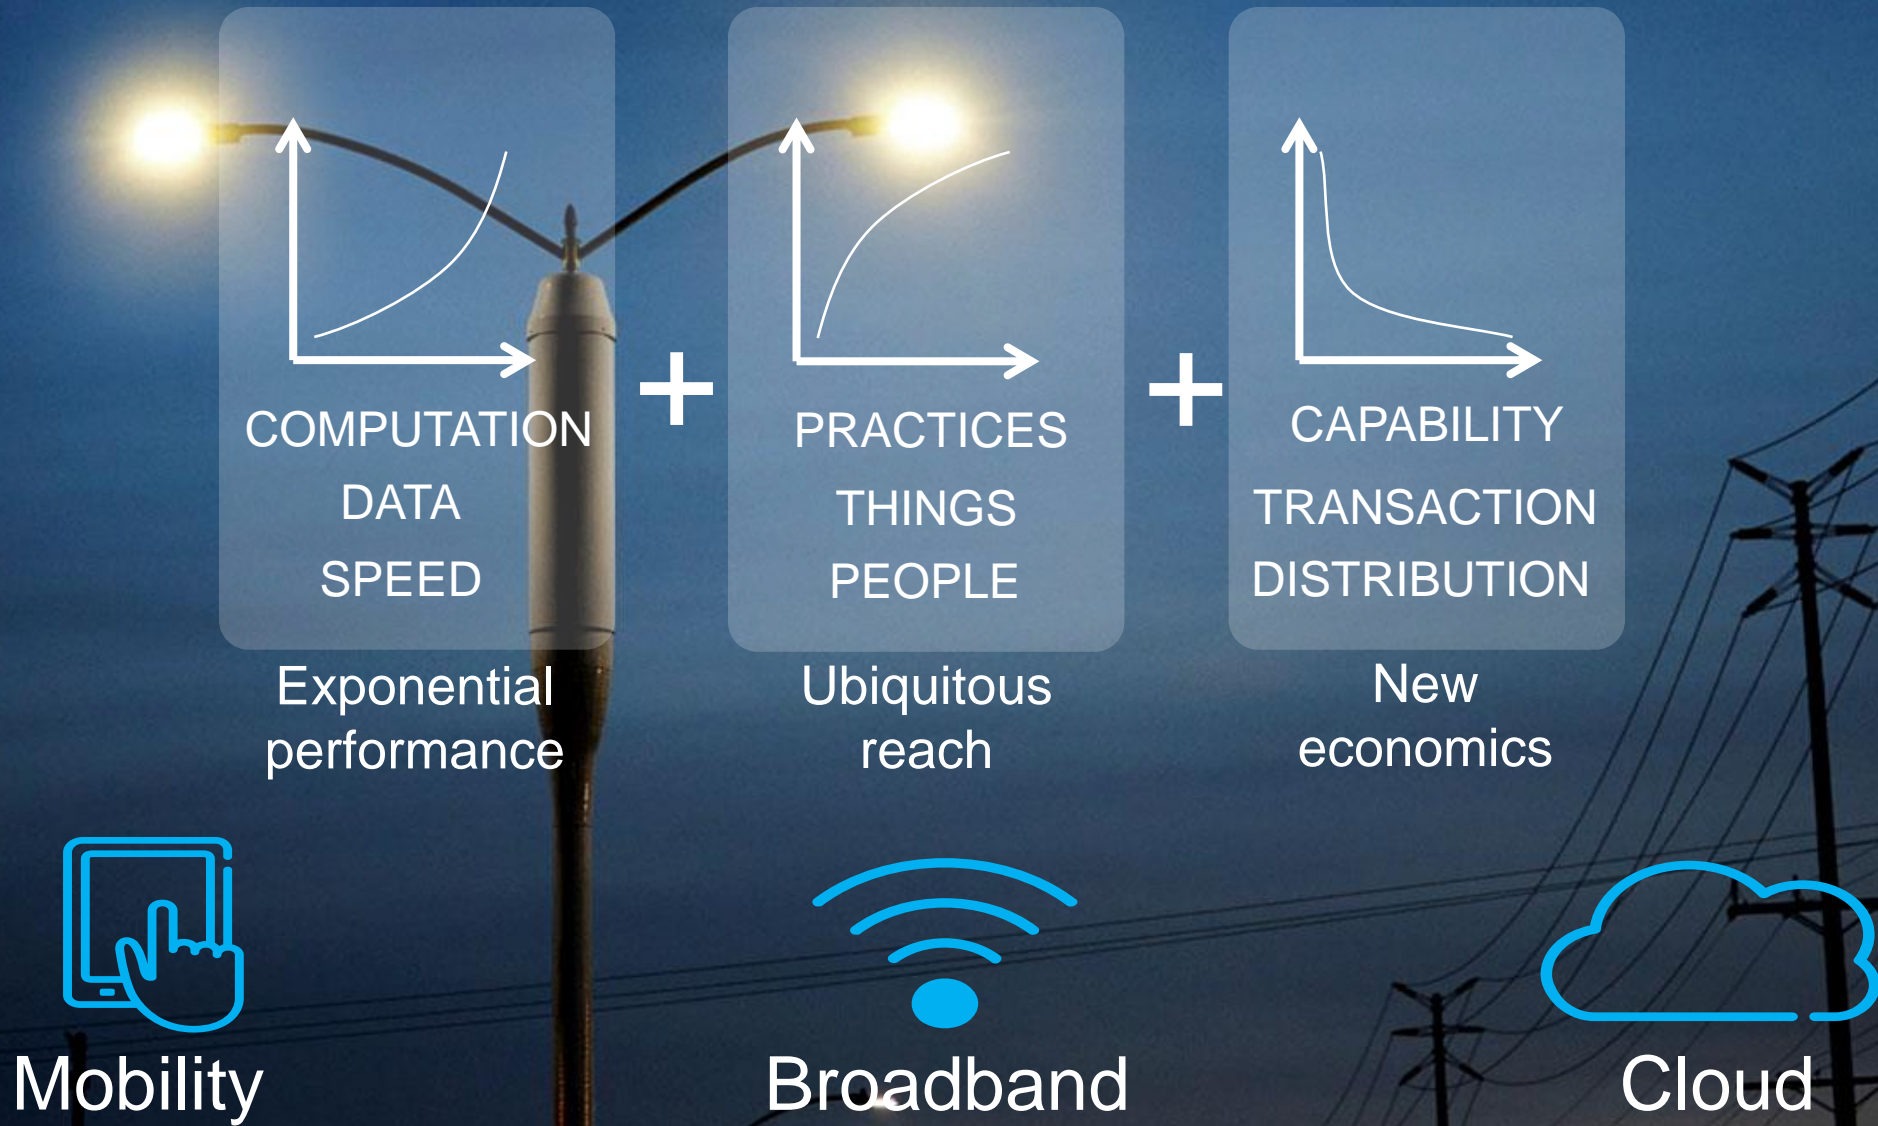 COMPUTATION
DATA
SPEED
Exponential
performance
+
PRACTICES
THINGS
PEOPLE
Ubiquitous
reach
+
CAPABILITY
TRANSACTION
DISTRIBUTION
New
economics
Mobility
Broadband
Cloud